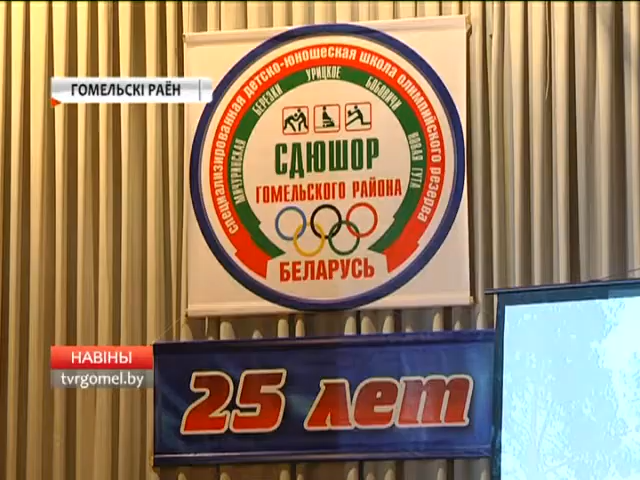 ГОМЕЛЬСКІ РАЁН
специализированная детско-юношеская школа олимпийского резерва
МИЧУРИНСКАЯ БЕРЕЗКИ УРИЦКОЕ БОБОВИЧИ НОВАЯ ГУТА
СДЮШОР
ГОМЕЛЬСКОГО РАЙОНА
БЕЛАРУСЬ
НАВІНЫ
tvrgomel.by
25 лет